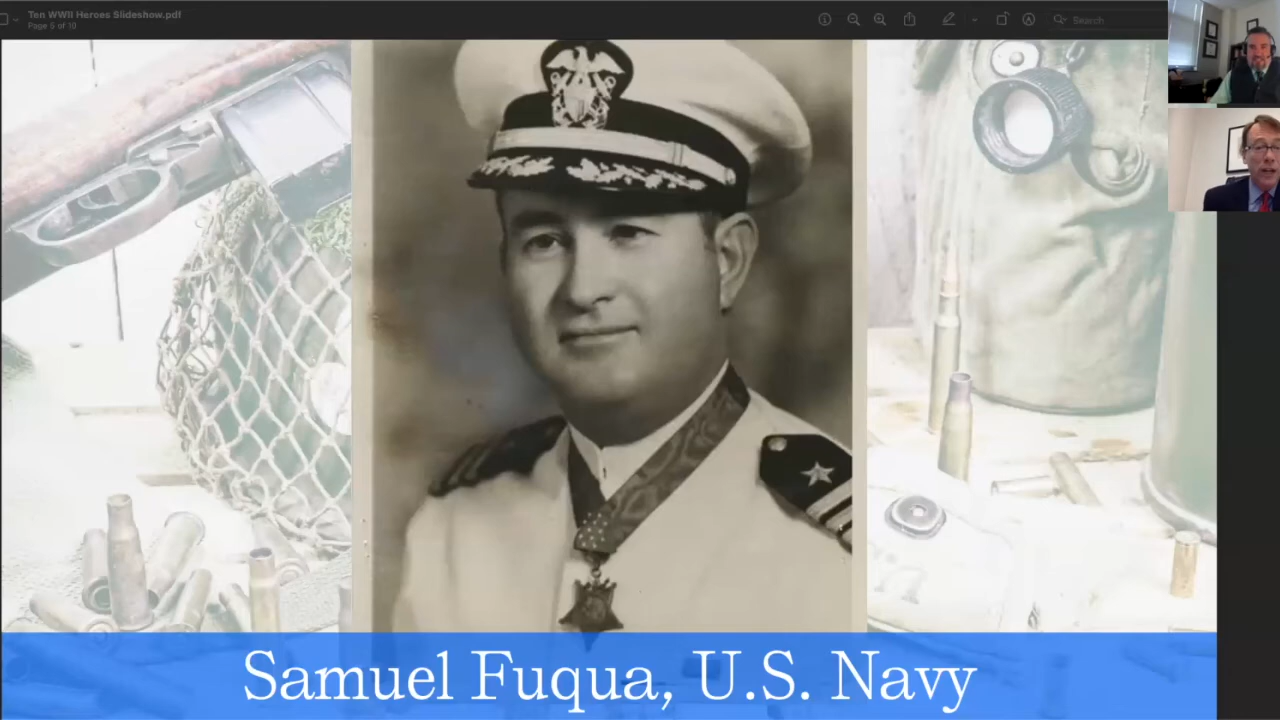 Ten WWII Heroes Slideshow.pdf
Page 5 of 10
Search
Samuel Fuqua, U.S. Navy